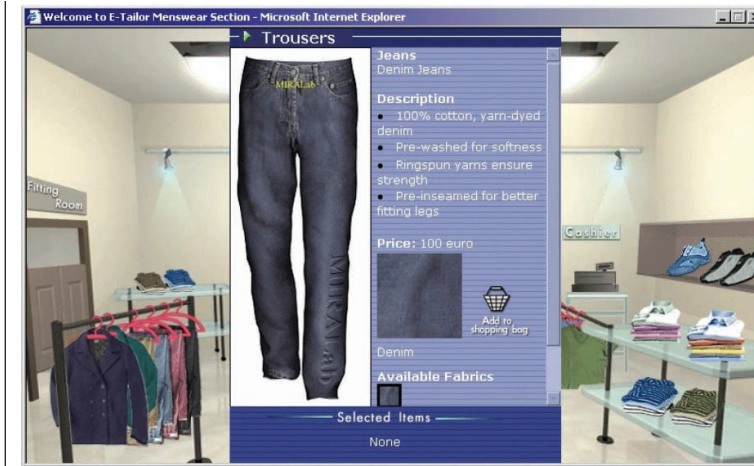 Welcome to E-Tailor Menswear Section - Microsoft Internet Explorer
Trousers
MIRALab
MIRALab
Jeans
Denim Jeans
Description
• 100% cotton, yarn-dyed
denim
• Pre-washed for softness
• Ringspun yarns ensure
strength
• Pre-inseamed for better
fitting legs
Price: 100 euro
Add to
shopping bag
Denim
Available Fabrics
Selected Items
None
Fitting
Room
Cashier